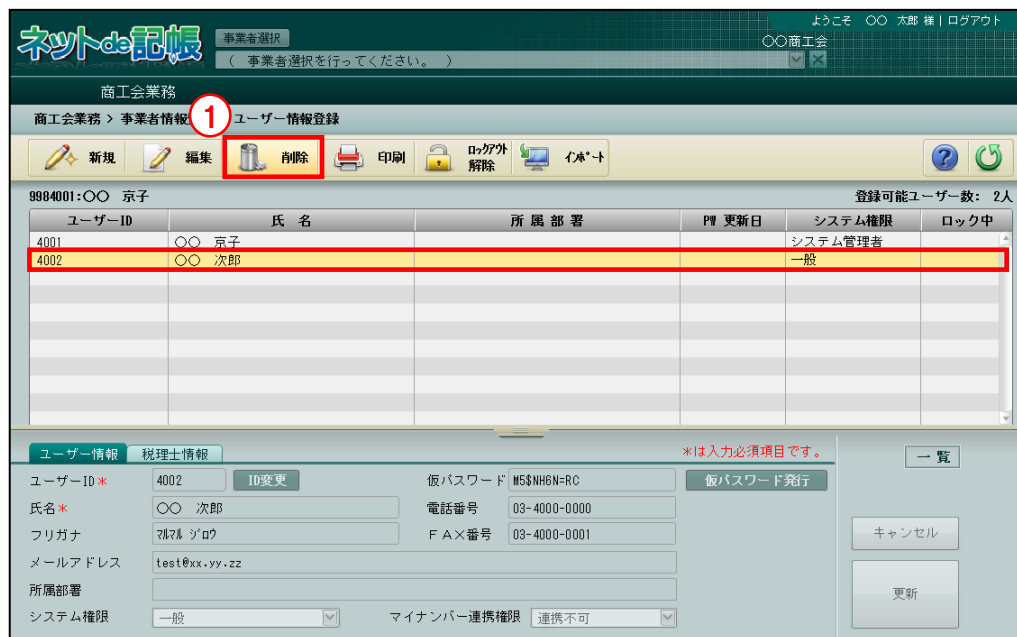 ようこそ 〇〇 太郎 様 | ログアウト
ネットde記帳
事業者選択
〇〇商工会
( 事業者選択を行ってください。 )
商工会業務
商工会業務 > 事業者情報
① ユーザー情報登録
新規 編集 削除 印刷 ロックアウト解除 インポート
9984001:〇〇 京子 登録可能ユーザー数: 2人
ユーザーID 氏 名 所 属 部 署 PW 更新日 システム権限 ロック中
4001 〇〇 京子 システム管理者
4002 〇〇 次郎 一般
ユーザー情報 税理士情報 *は入力必須項目です。 一 覧
ユーザーID* 4002 ID変更 仮パスワード M5$NH6N=RC 仮パスワード発行
氏名* 〇〇 次郎 電話番号 03-4000-0000
フリガナ マルマル ジロウ FAX番号 03-4000-0001 キャンセル
メールアドレス test@xx.yy.zz
所属部署 更新
システム権限 一般 マイナンバー連携権限 連携不可